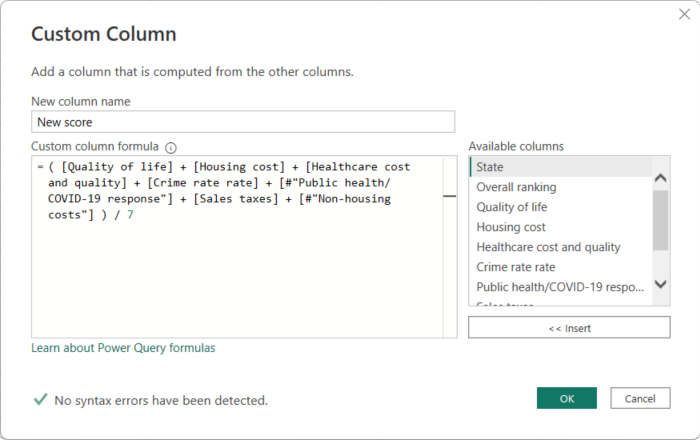 Custom Column
Add a column that is computed from the other columns.
New column name
New score
Custom column formula
= ( [Quality of life] + [Housing cost] + [Healthcare cost
and quality] + [Crime rate rate] + [#"Public health/
COVID-19 response"] + [Sales taxes] + [#"Non-housing
costs"] ) / 7
Available columns
State
Overall ranking
Quality of life
Housing cost
Healthcare cost and quality
Crime rate rate
Public health/COVID-19 respo...
Sales taxes
<< Insert
Learn about Power Query formulas
No syntax errors have been detected.
OK
Cancel